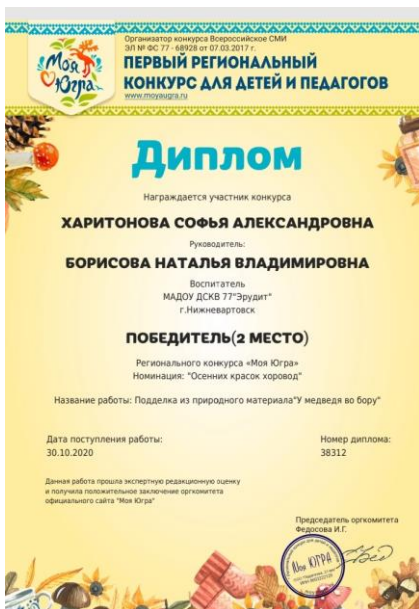 Моя
Югра
Организатор конкурса Всероссийское СМИ
ЭЛ № ФС 77 - 68928 от 07.03.2017 г.
ПЕРВЫЙ РЕГИОНАЛЬНЫЙ
КОНКУРС ДЛЯ ДЕТЕЙ И ПЕДАГОГОВ
www.moyaugra.ru
Диплом
Награждается участник конкурса
ХАРИТОНОВА СОФЬЯ АЛЕКСАНДРОВНА
Руководитель:
БОРИСОВА НАТАЛЬЯ ВЛАДИМИРОВНА
Воспитатель
МАДОУ ДСКВ 77"Эрудит"
г.Нижневартовск
ПОБЕДИТЕЛЬ(2 МЕСТО)
Регионального конкурса «Моя Югра»
Номинация: "Осенних красок хоровод"
Название работы: Подделка из природного материала"У медведя во бору"
Дата поступления работы:
30.10.2020
Номер диплома:
38312
Данная работа прошла экспертную редакционную оценку
и получила положительное заключение оргкомитета
официального сайта "Моя Югра"
Председатель оргкомитета
Федосова И.Г.
Моя ЮГРА